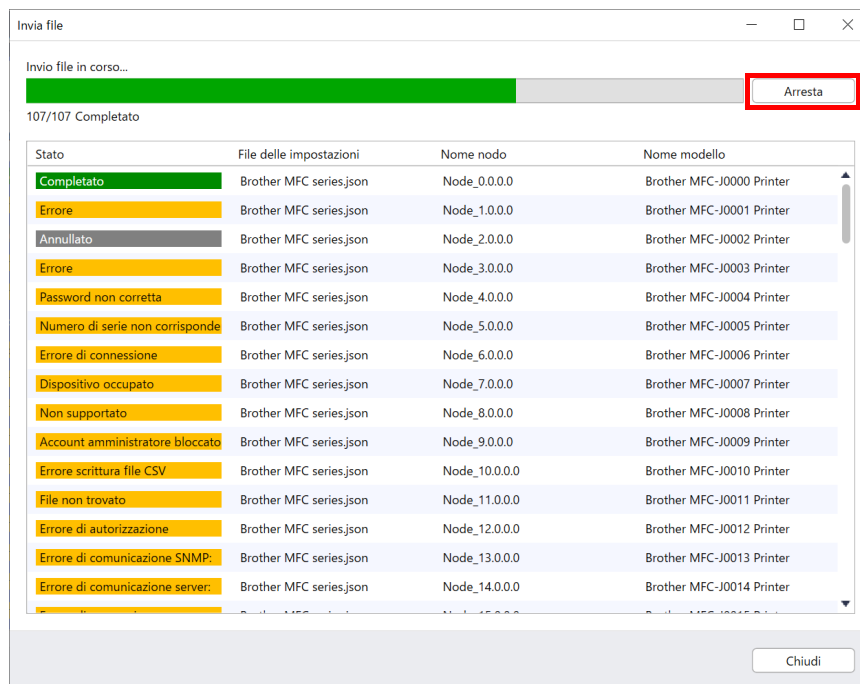 Invia file
Invio file in corso...
Arresta
107/107 Completato
Stato File delle impostazioni Nome nodo Nome modello
Completato Brother MFC series.json Node_0.0.0.0 Brother MFC-J0000 Printer
Errore Brother MFC series.json Node_1.0.0.0 Brother MFC-J0001 Printer
Annullato Brother MFC series.json Node_2.0.0.0 Brother MFC-J0002 Printer
Errore Brother MFC series.json Node_3.0.0.0 Brother MFC-J0003 Printer
Password non corretta Brother MFC series.json Node_4.0.0.0 Brother MFC-J0004 Printer
Numero di serie non corrisponde Brother MFC series.json Node_5.0.0.0 Brother MFC-J0005 Printer
Errore di connessione Brother MFC series.json Node_6.0.0.0 Brother MFC-J0006 Printer
Dispositivo occupato Brother MFC series.json Node_7.0.0.0 Brother MFC-J0007 Printer
Non supportato Brother MFC series.json Node_8.0.0.0 Brother MFC-J0008 Printer
Account amministratore bloccato Brother MFC series.json Node_9.0.0.0 Brother MFC-J0009 Printer
Errore scrittura file CSV Brother MFC series.json Node_10.0.0.0 Brother MFC-J0010 Printer
File non trovato Brother MFC series.json Node_11.0.0.0 Brother MFC-J0011 Printer
Errore di autorizzazione Brother MFC series.json Node_12.0.0.0 Brother MFC-J0012 Printer
Errore di comunicazione SNMP: Brother MFC series.json Node_13.0.0.0 Brother MFC-J0013 Printer
Errore di comunicazione server: Brother MFC series.json Node_14.0.0.0 Brother MFC-J0014 Printer
Chiudi